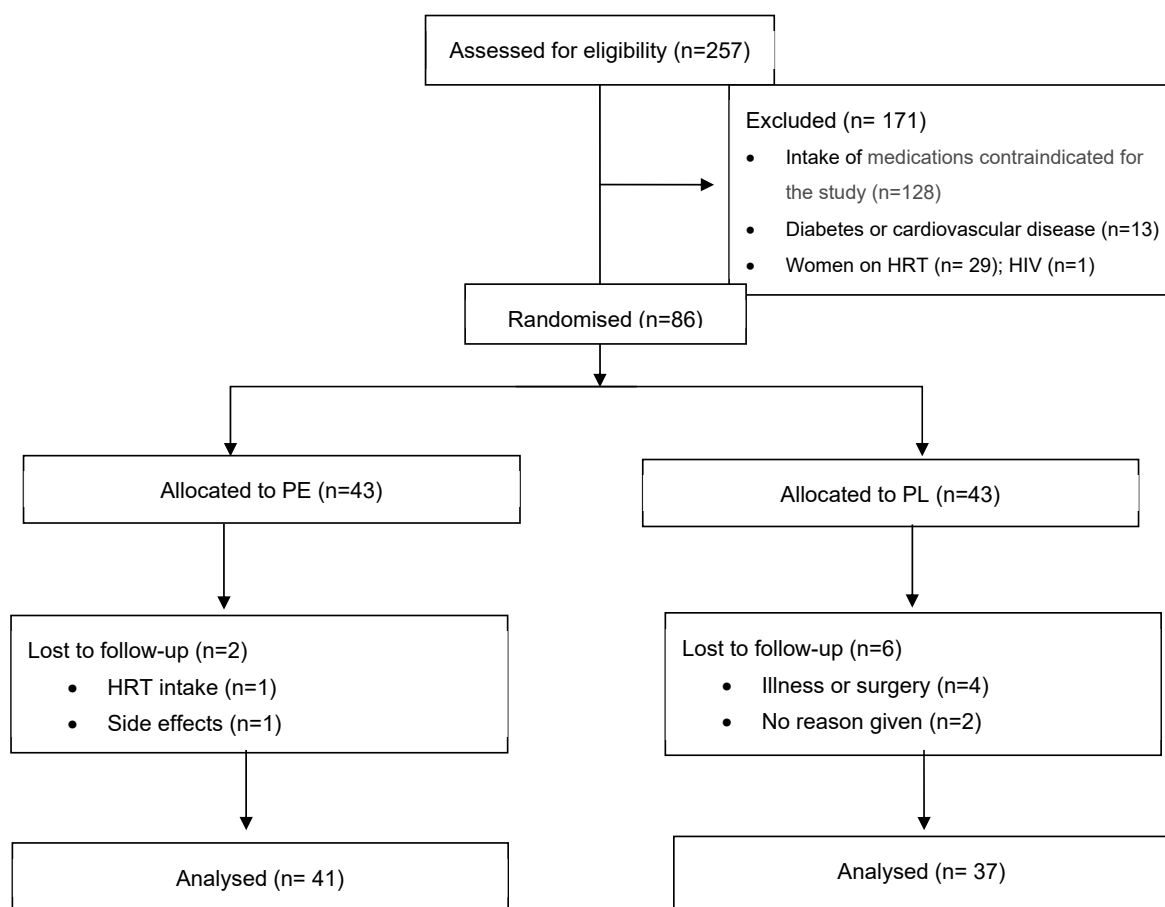 Assessed for eligibility (n=257)
Excluded (n= 171)
• Intake of medications contraindicated for
the study (n=128)
• Diabetes or cardiovascular disease (n=13)
• Women on HRT (n= 29); HIV (n=1)
Randomised (n=86)
Allocated to PE (n=43)
Allocated to PL (n=43)
Lost to follow-up (n=2)
• HRT intake (n=1)
• Side effects (n=1)
Lost to follow-up (n=6)
• Illness or surgery (n=4)
• No reason given (n=2)
Analysed (n= 41)
Analysed (n= 37)